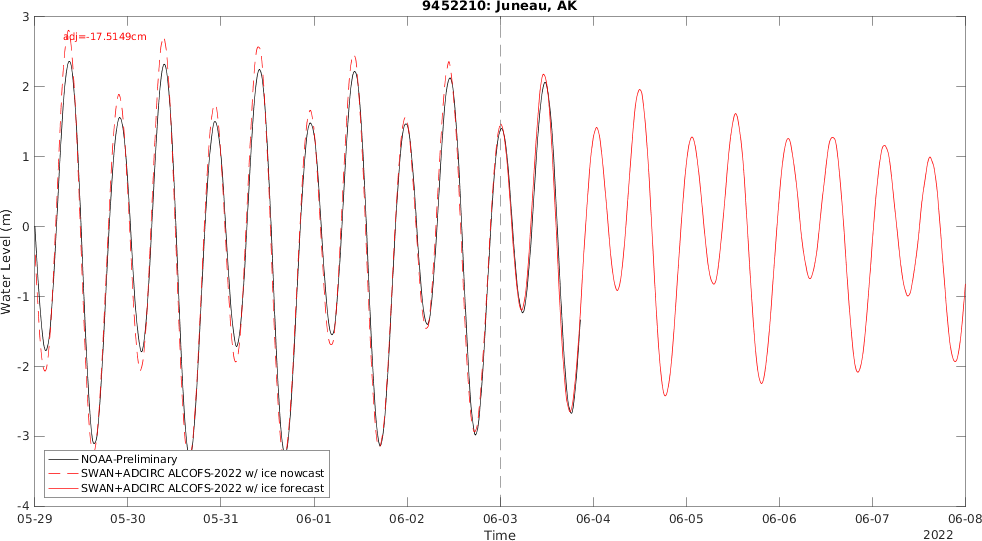 9452210: Juneau, AK
adj=-17.5149cm
3
2
1
0
-1
-2
-3
-4
Water Level (m)
NOAA-Preliminary
SWAN+ADCIRC ALCOFS-2022 w/ ice nowcast
SWAN+ADCIRC ALCOFS-2022 w/ ice forecast
05-29 05-30 05-31 06-01 06-02 06-03 06-04 06-05 06-06 06-07 06-08
Time
2022